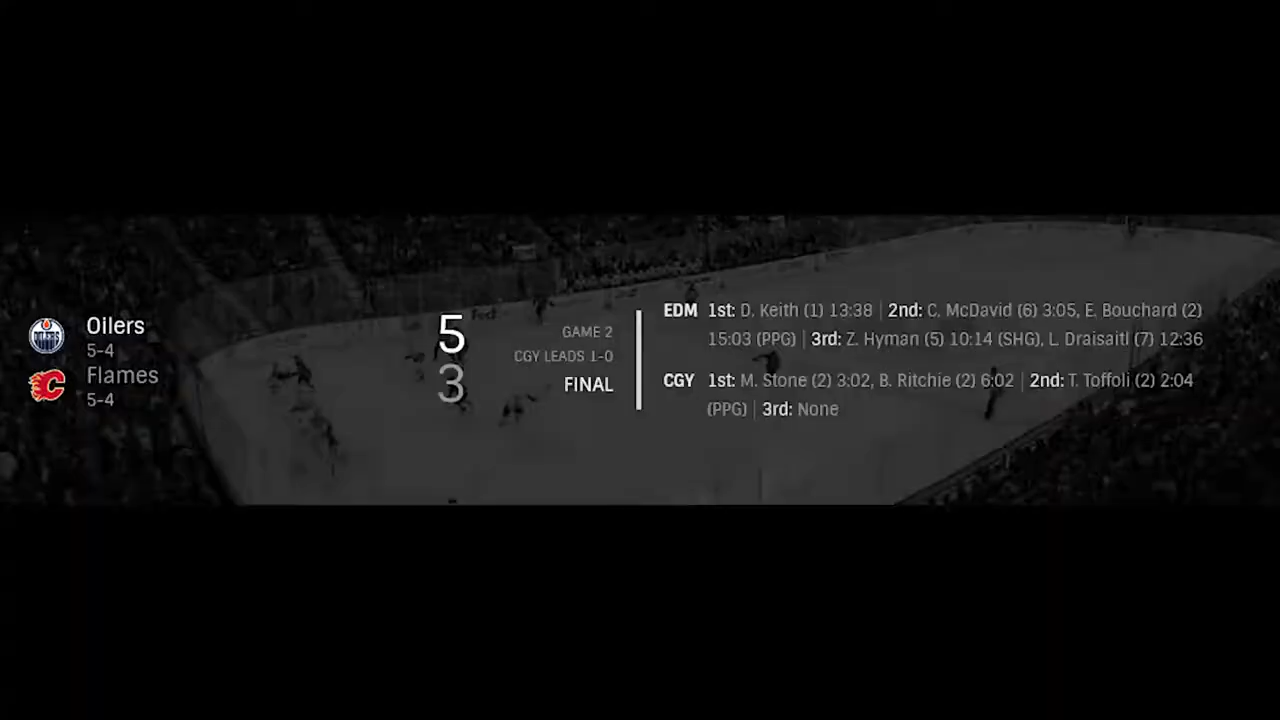 Oilers
5-4
Flames
5-4
5
3
GAME 2
CGY LEADS 1-0
FINAL
EDM 1st: D. Keith (1) 13:38 | 2nd: C. McDavid (6) 3:05, E. Bouchard (2)
15:03 (PPG) | 3rd: Z. Hyman (5) 10:14 (SHG), L. Draisaitl (7) 12:36
CGY 1st: M. Stone (2) 3:02, B. Ritchie (2) 6:02 | 2nd: T. Toffoli (2) 2:04
(PPG) | 3rd: None
OILERS